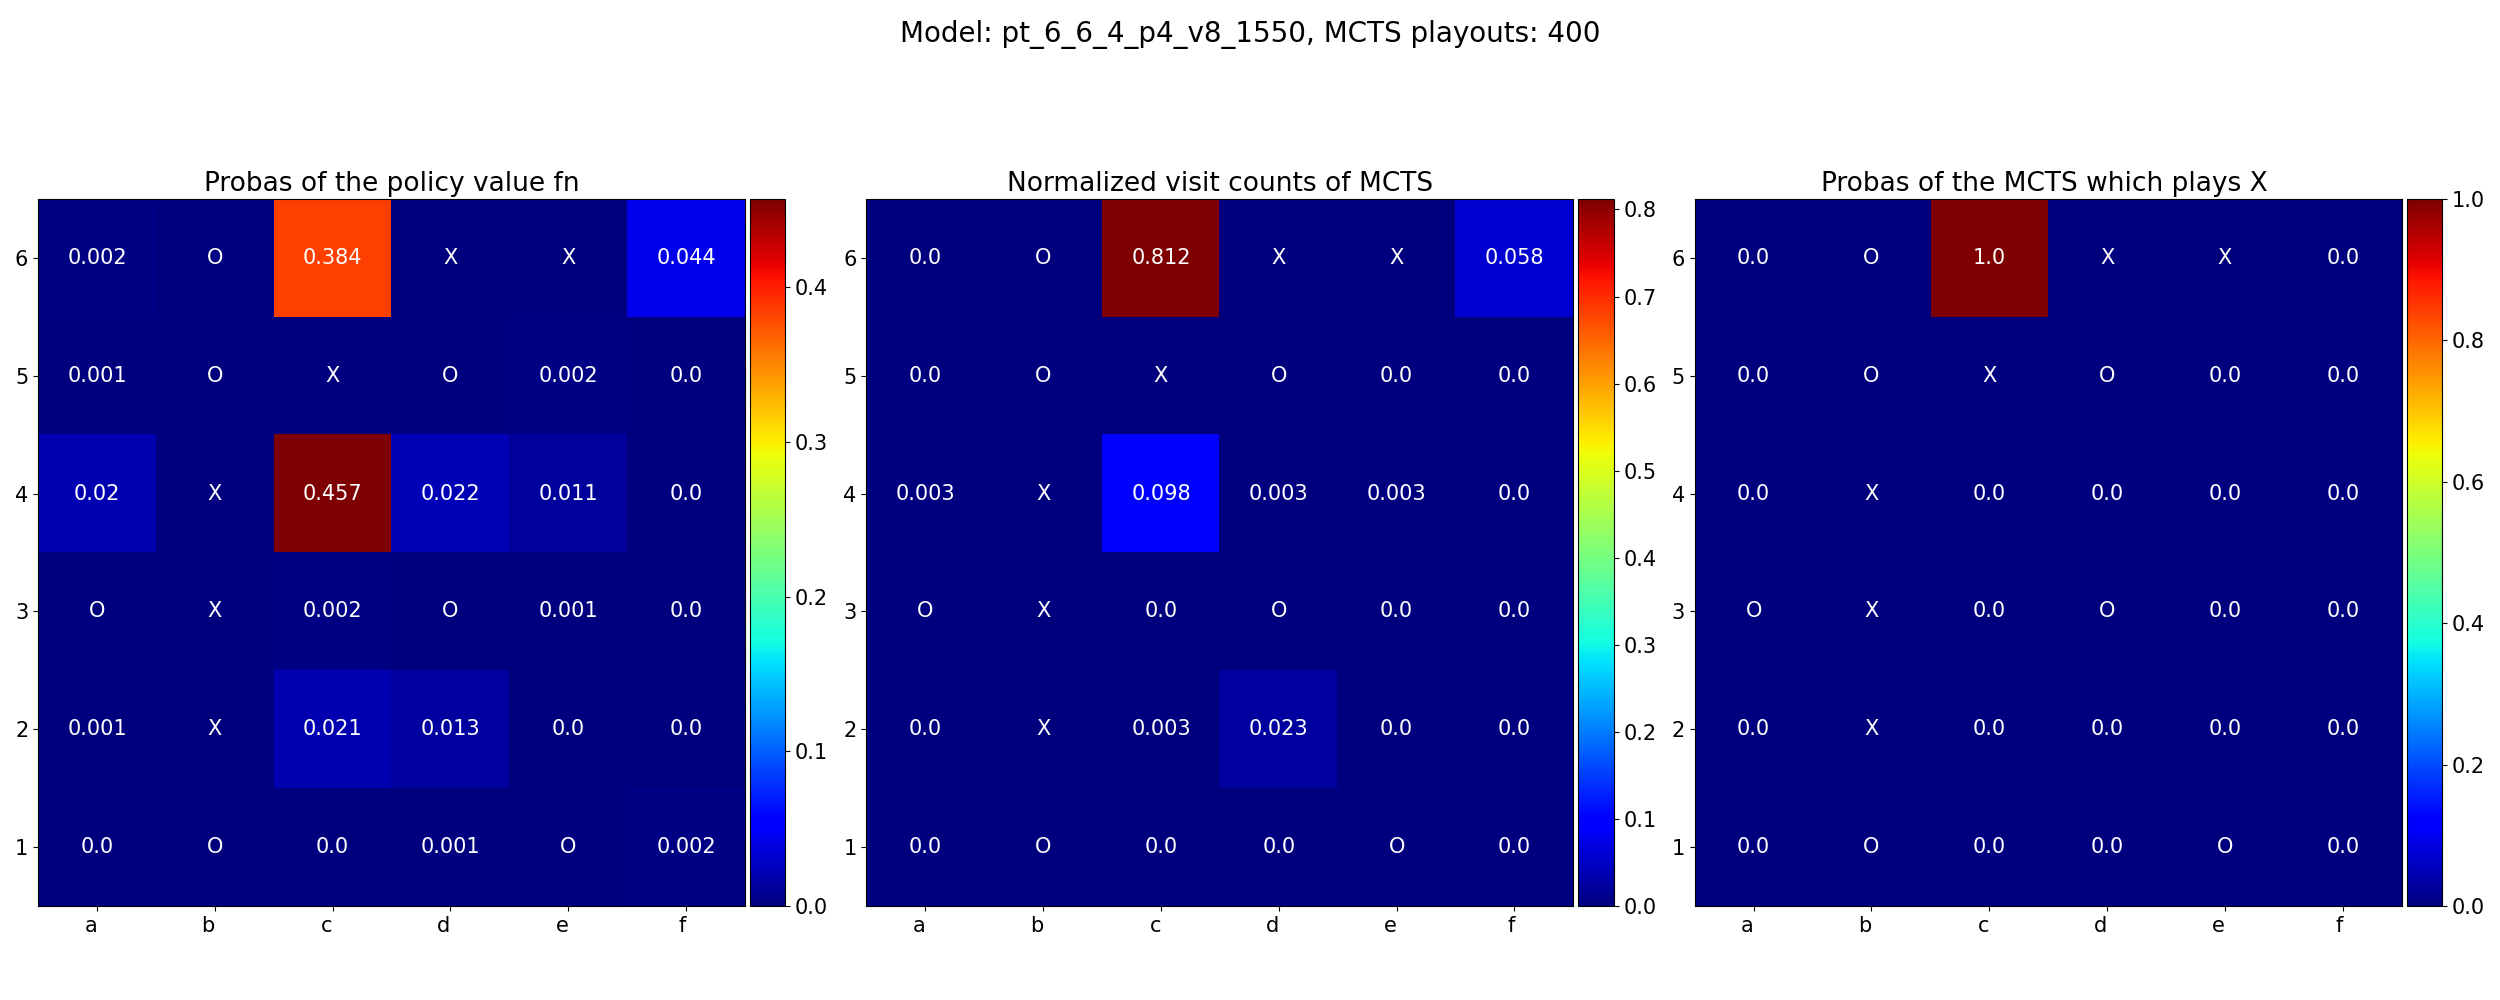 Model: pt_6_6_4_p4_v8_1550, MCTS playouts: 400
Probas of the policy value fn
6 0.002 O 0.384 X X 0.044
5 0.001 O X O 0.002 0.0
4 0.02 X 0.457 0.022 0.011 0.0
3 O X 0.002 O 0.001 0.0
2 0.001 X 0.021 0.013 0.0 0.0
1 0.0 O 0.0 0.001 O 0.002
a b c d e f
0.4
0.3
0.2
0.1
0.0
Normalized visit counts of MCTS
6 0.0 O 0.812 X X 0.058
5 0.0 O X O 0.0 0.0
4 0.003 X 0.098 0.003 0.003 0.0
3 O X 0.0 O 0.0 0.0
2 0.0 X 0.003 0.023 0.0 0.0
1 0.0 O 0.0 0.0 O 0.0
a b c d e f
0.8
0.7
0.6
0.5
0.4
0.3
0.2
0.1
0.0
Probas of the MCTS which plays X
6 0.0 O 1.0 X X 0.0
5 0.0 O X O 0.0 0.0
4 0.0 X 0.0 0.0 0.0 0.0
3 O X 0.0 O 0.0 0.0
2 0.0 X 0.0 0.0 0.0 0.0
1 0.0 O 0.0 0.0 O 0.0
a b c d e f
1.0
0.8
0.6
0.4
0.2
0.0